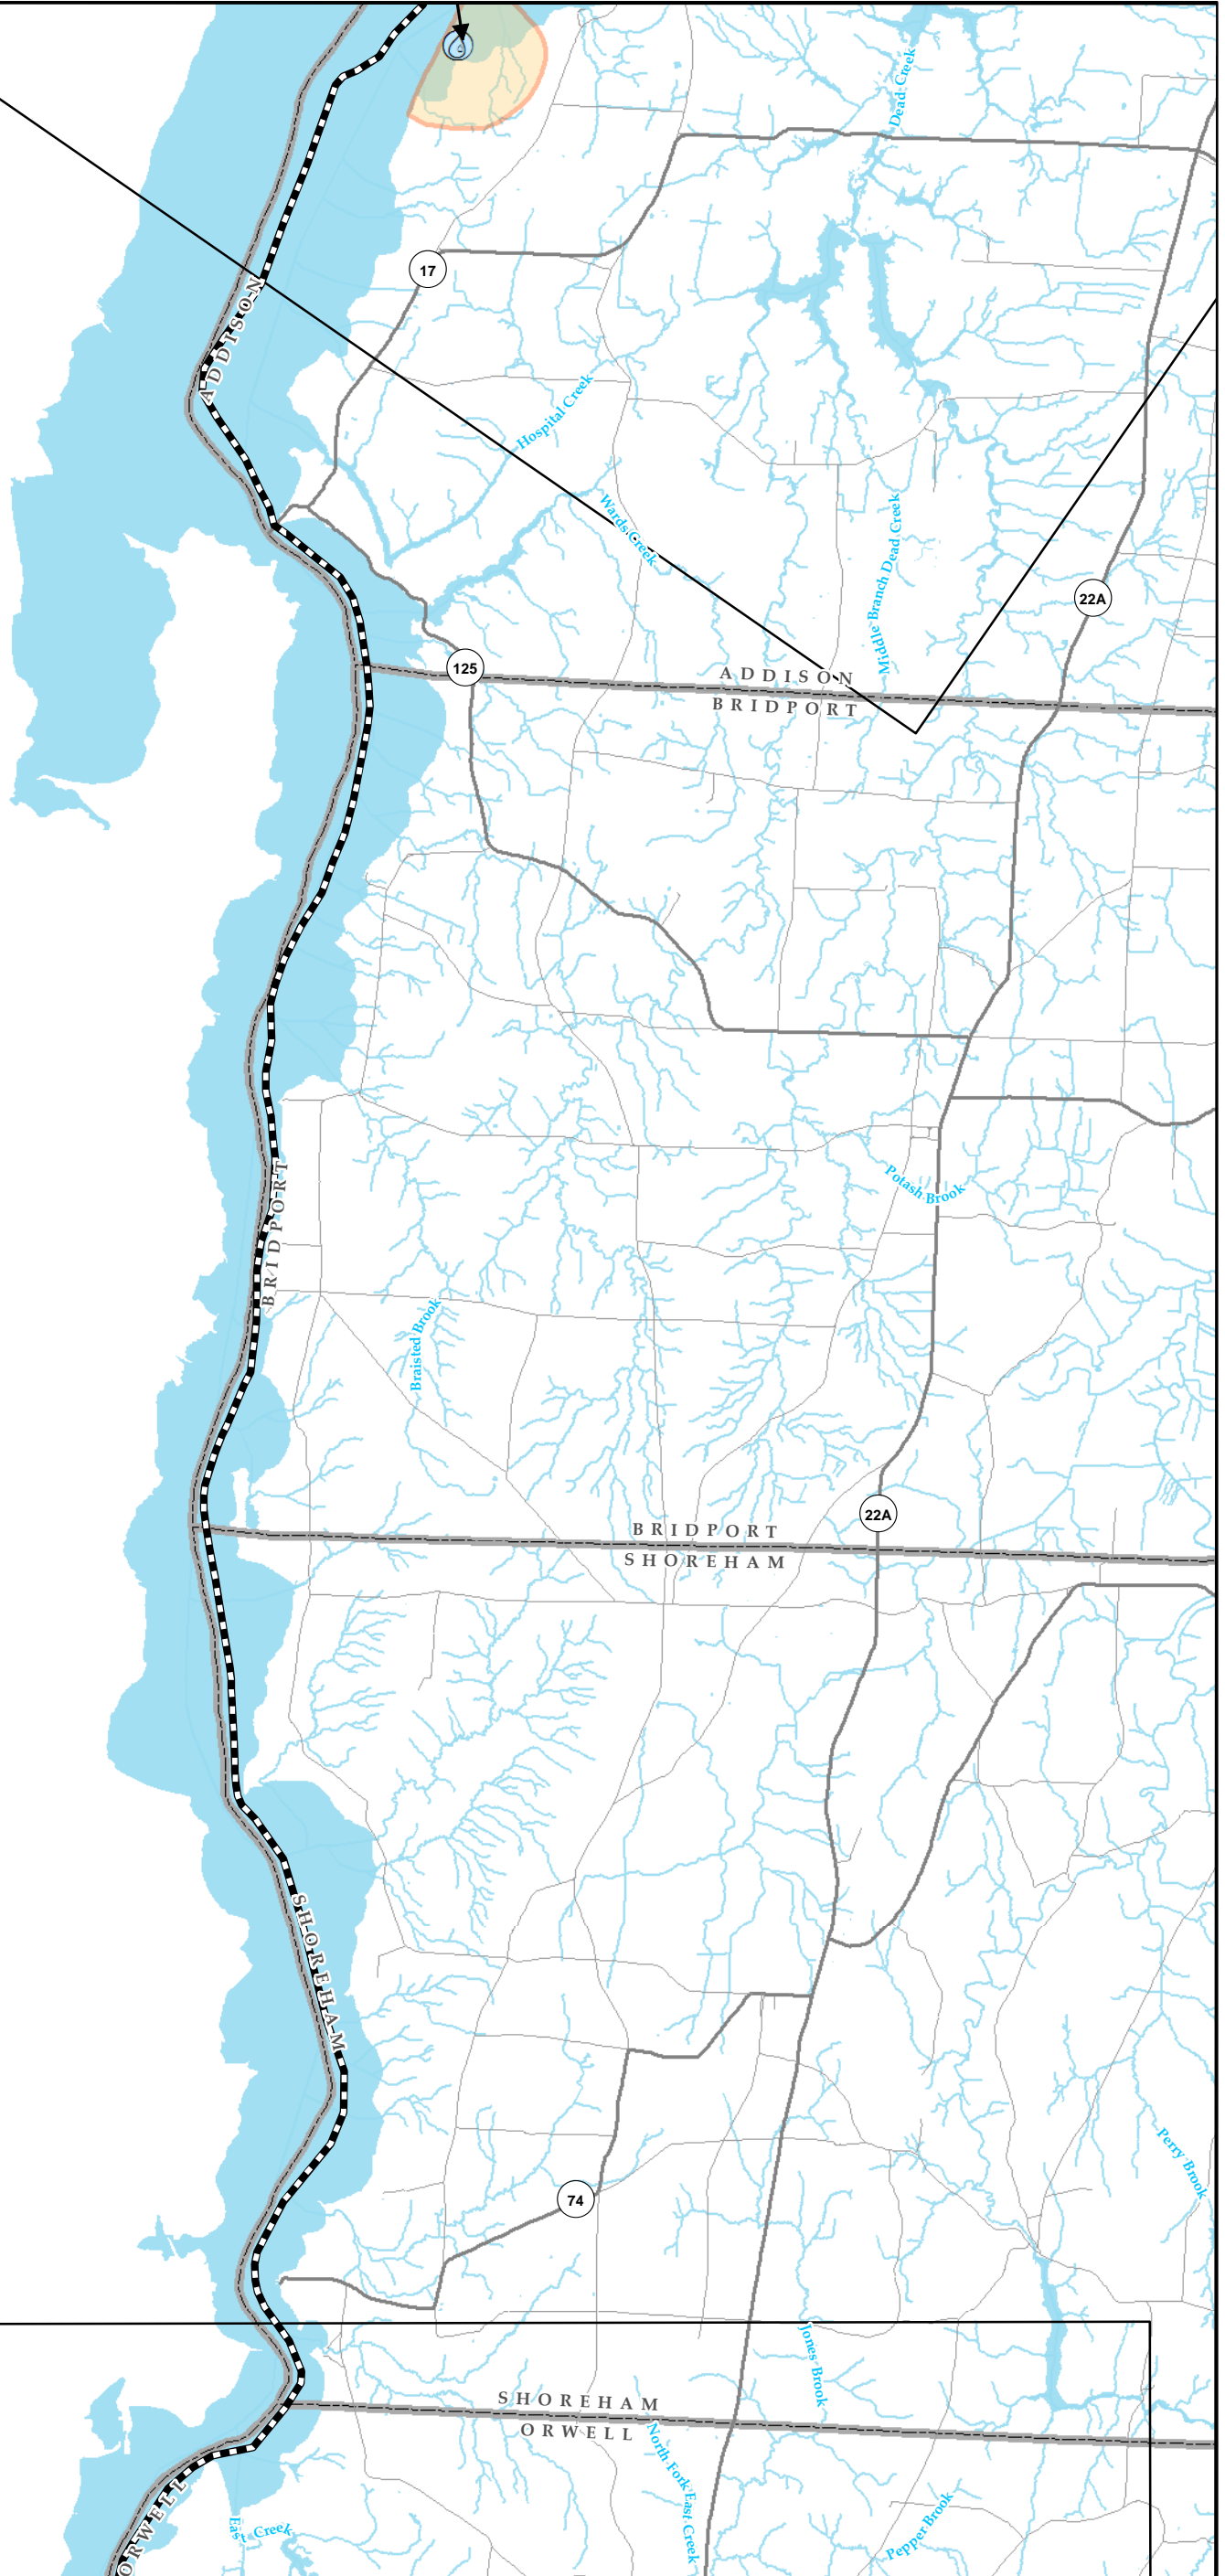 Dead Creek
17
ADDISON
Hospital Creek
Wards Creek
Middle Branch Dead Creek
22A
125
ADDISON
BRIDPORT
Potash Brook
BRIDPORT
Braisted Brook
22A
BRIDPORT
SHOREHAM
SHOREHAM
Perry Brook
74
Jones Brook
SHOREHAM
ORWELL
North Fork East Creek
ORWELL
East Creek
Pepper Brook